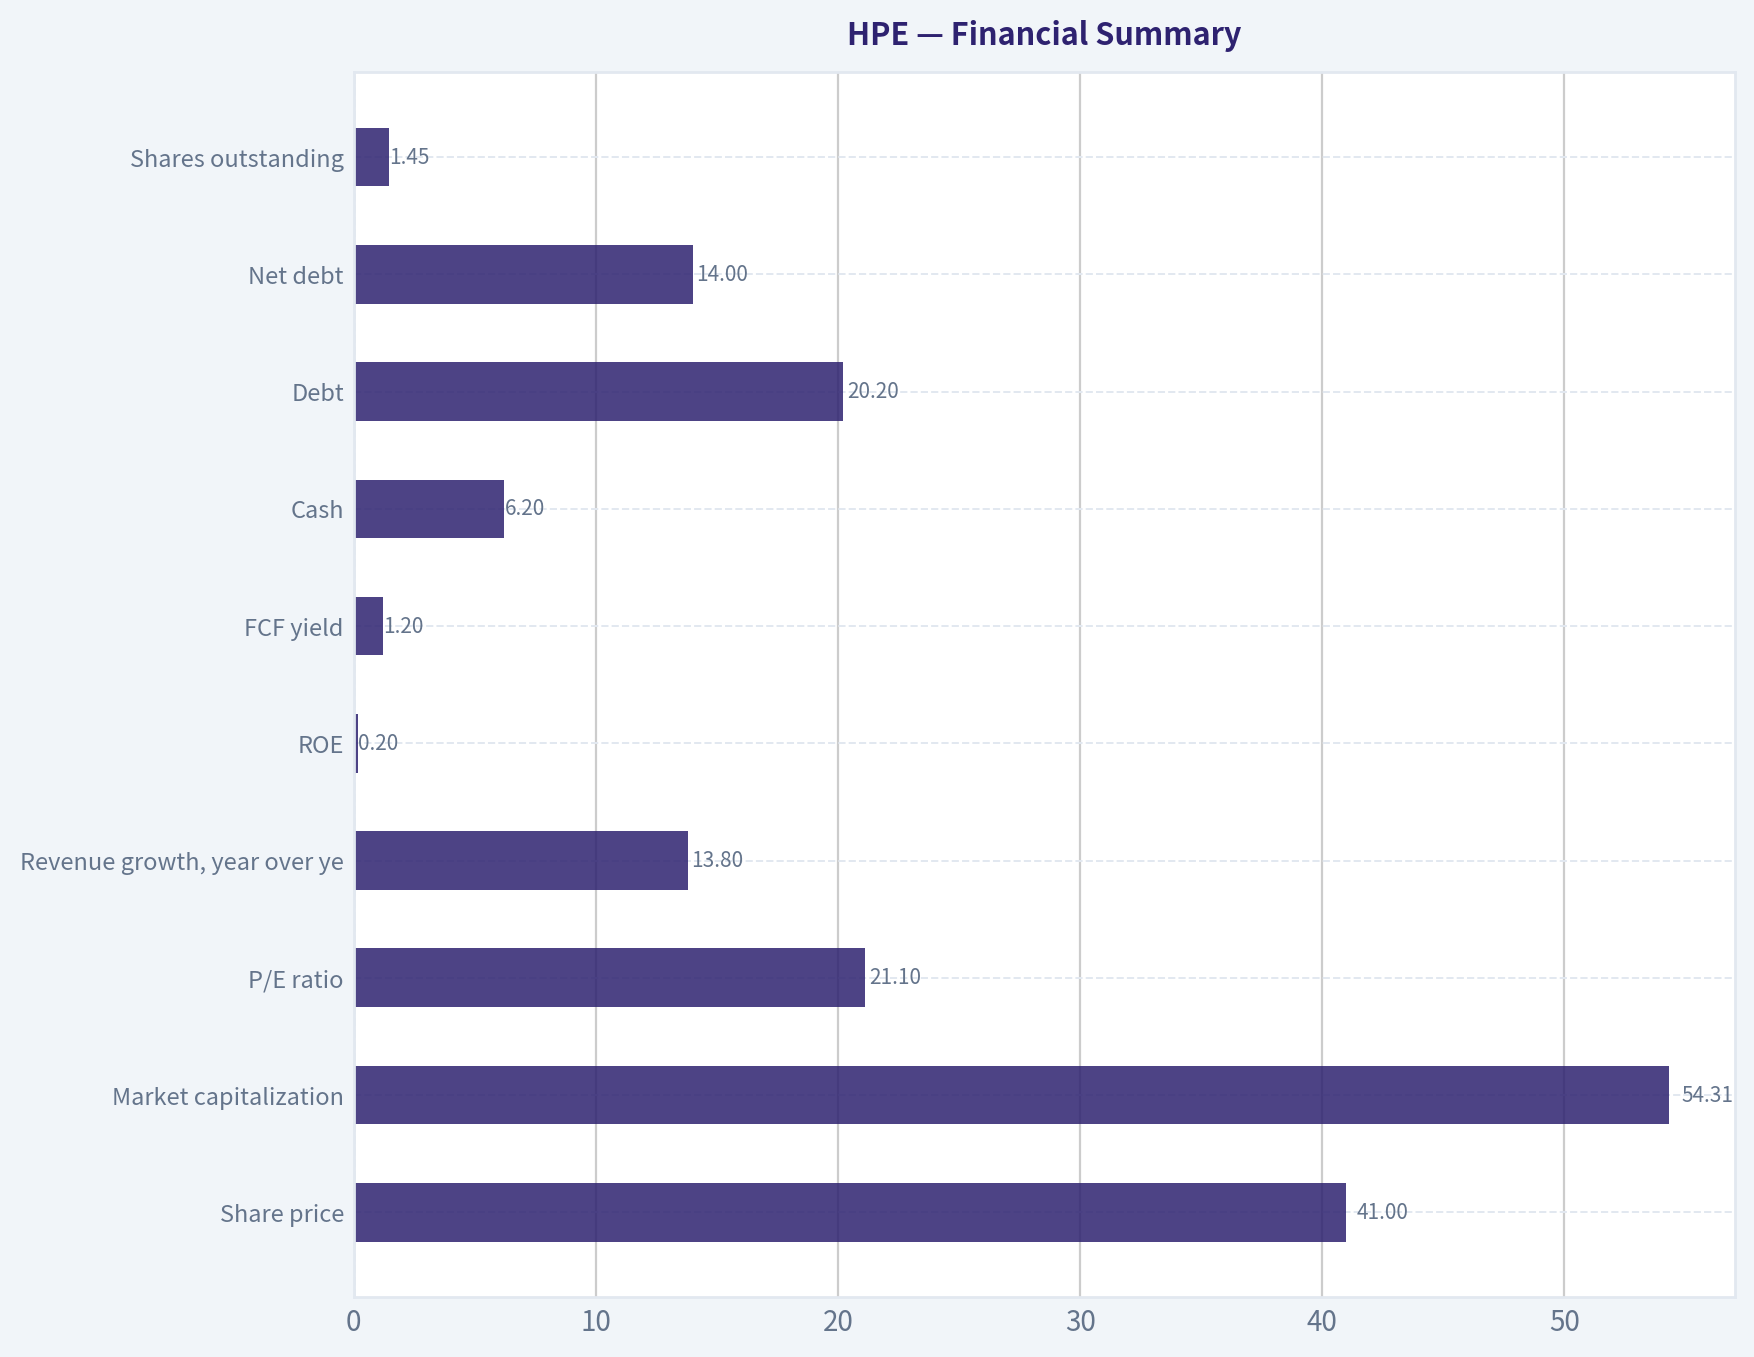 HPE — Financial Summary
Shares outstanding 1.45
Net debt 14.00
Debt 20.20
Cash 6.20
FCF yield 1.20
ROE 0.20
Revenue growth, year over ye 13.80
P/E ratio 21.10
Market capitalization 54.31
Share price 41.00
0 10 20 30 40 50